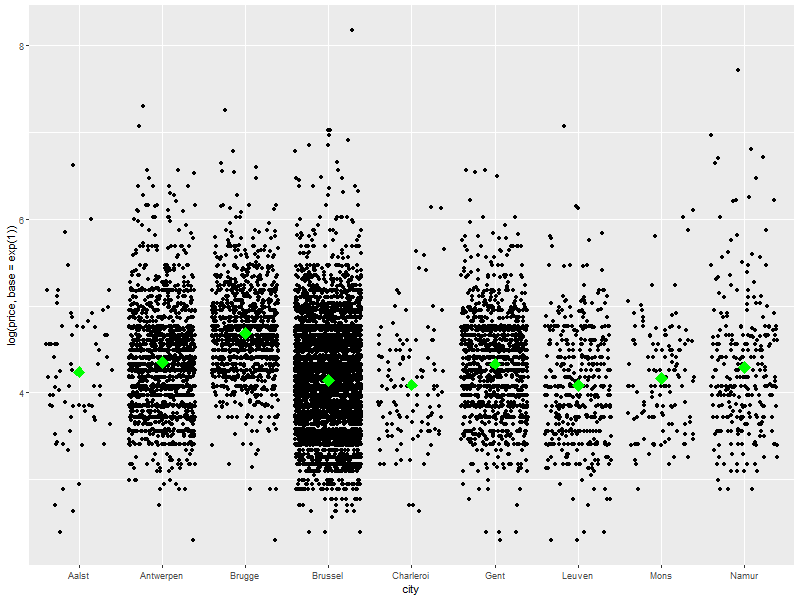 log(price, base = exp(1))
8
6
4
Aalst Antwerpen Brugge Brussel Charleroi Gent Leuven Mons Namur
city